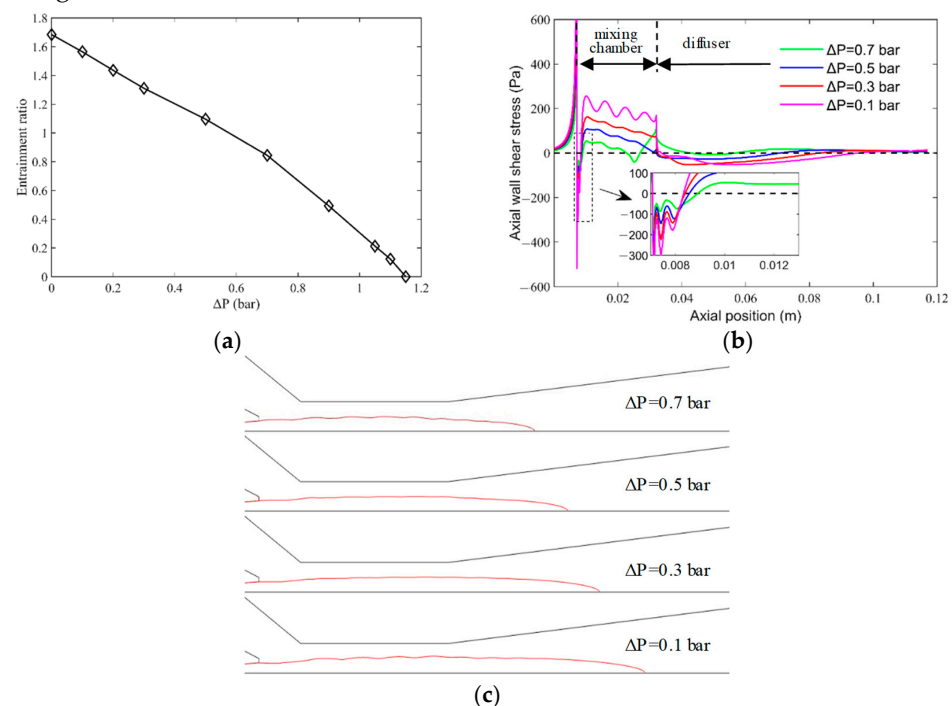 1.8
1.6
1.4
1.2
1
0.8
0.6
0.4
0.2
0
Entrainment ratio
0 0.2 0.4 0.6 0.8 1 1.2
ΔP (bar)
(a)
600
400
200
0
−200
−400
−600
Axial wall shear stress (Pa)
mixing
chamber
diffuser
ΔP=0.7 bar
ΔP=0.5 bar
ΔP=0.3 bar
ΔP=0.1 bar
100
0
−100
−200
−300
0.008 0.01 0.012
0.02 0.04 0.06 0.08 0.1 0.12
Axial position (m)
(b)
ΔP=0.7 bar
ΔP=0.5 bar
ΔP=0.3 bar
ΔP=0.1 bar
(c)